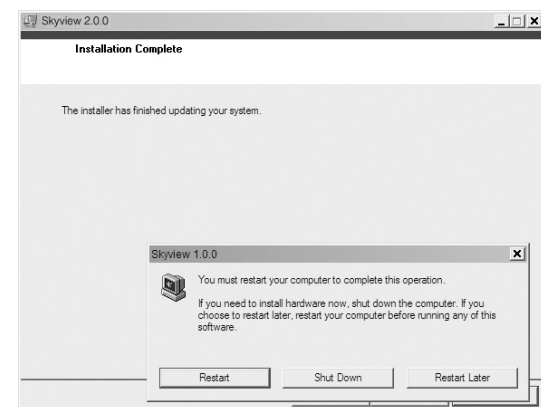 Skyview 2.0.0
Installation Complete
The installer has finished updating your system.
Skyview 1.0.0
You must restart your computer to complete this operation.
If you need to install hardware now, shut down the computer. If you
choose to restart later, restart your computer before running any of this
software.
Restart
Shut Down
Restart Later